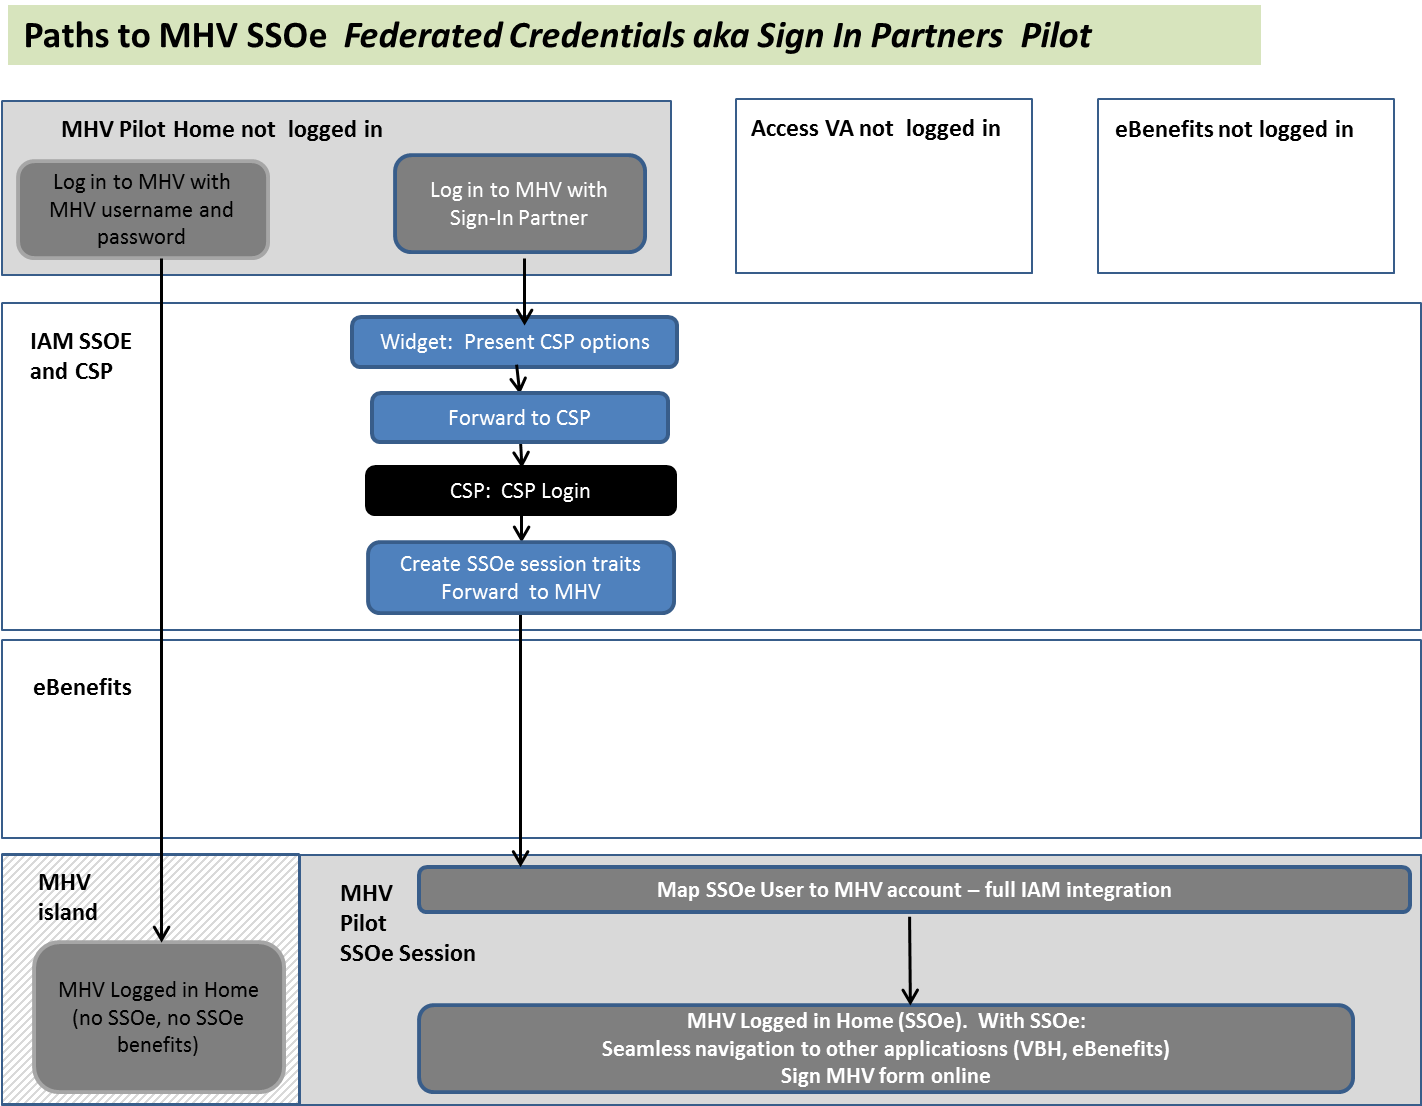 Paths to MHV SSOe Federated Credentials aka Sign In Partners Pilot
MHV Pilot Home not logged in
Log in to MHV with
MHV username and
password
Log in to MHV with
Sign-In Partner
Access VA not logged in
eBenefits not logged in
IAM SSOE
and CSP
Widget: Present CSP options
Forward to CSP
CSP: CSP Login
Create SSOe session traits
Forward to MHV
eBenefits
MHV
island
MHV Logged in Home
(no SSOe, no SSOe
benefits)
MHV
Pilot
SSOe Session
Map SSOe User to MHV account – full IAM integration
MHV Logged in Home (SSOe). With SSOe:
Seamless navigation to other applicatiosns (VBH, eBenefits)
Sign MHV form online